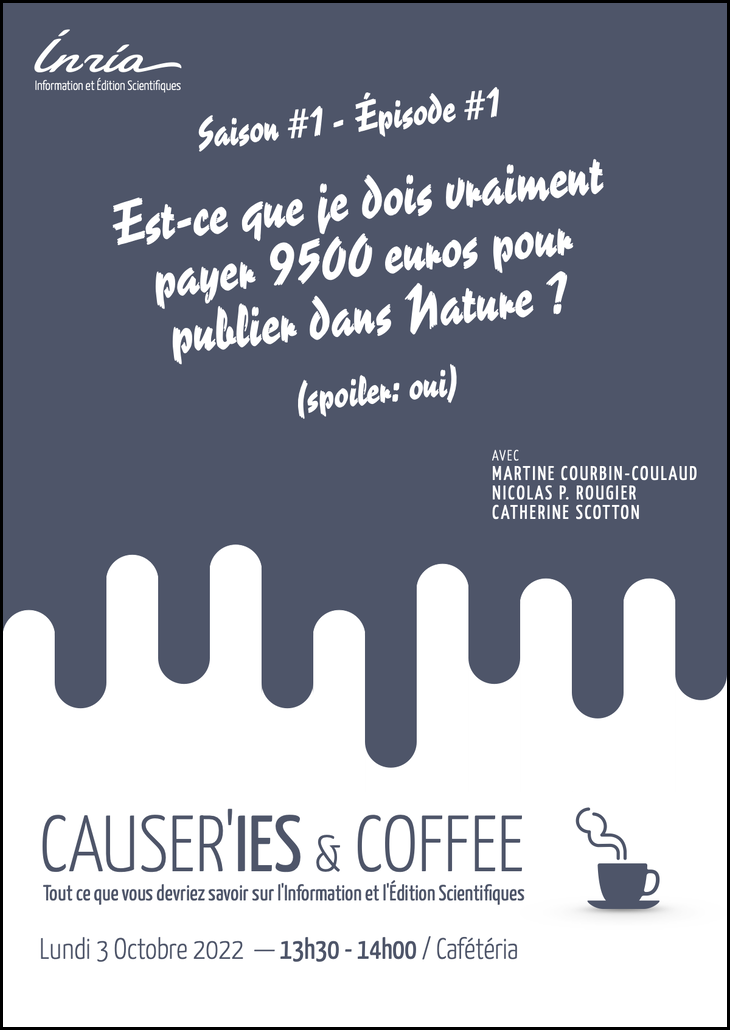 Inria
Information et Édition Scientifiques
Saison #1 - Épisode #1
Est-ce que je dois vraiment
payer 9500 euros pour
publier dans Nature ?
(spoiler: oui)
AVEC
MARTINE COURBIN-COULAUD
NICOLAS P. ROUGIER
CATHERINE SCOTTON
CAUSER'IES & COFFEE
Tout ce que vous devriez savoir sur l'Information et l'Édition Scientifiques
Lundi 3 Octobre 2022 — 13h30 - 14h00 / Cafétéria